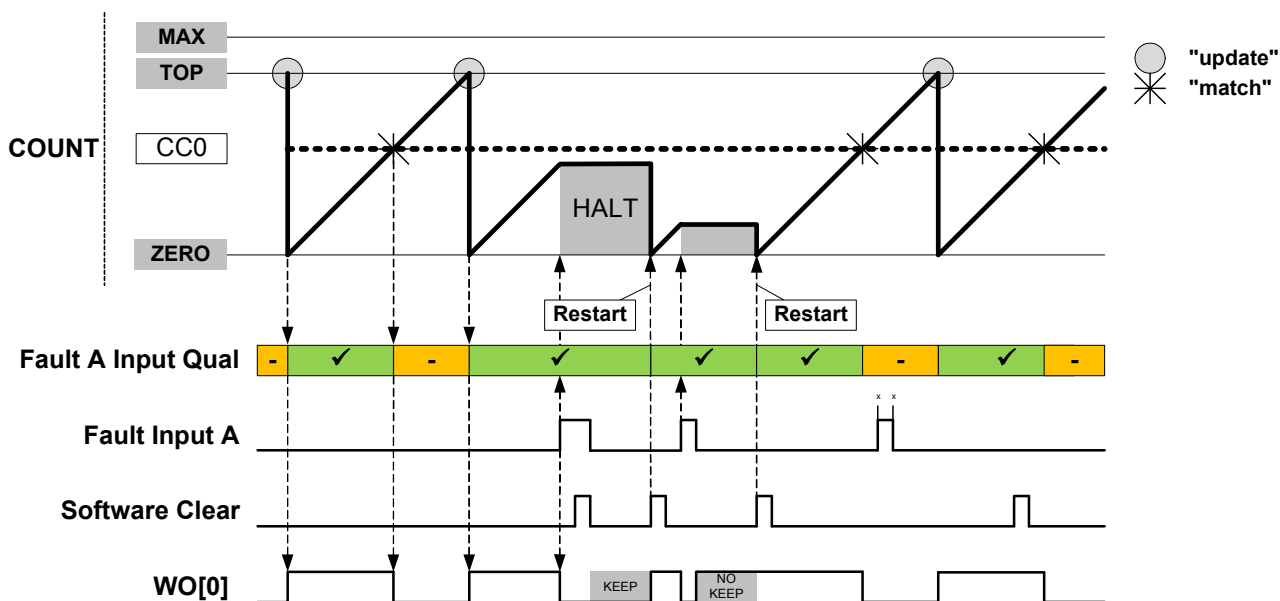 MAX
TOP
"update"
"match"
COUNT
CC0
HALT
ZERO
Restart
Restart
Fault A Input Qual
- ✓ - ✓ ✓ ✓ - ✓ -
x x
Fault Input A
Software Clear
WO[0]
KEEP
NO
KEEP